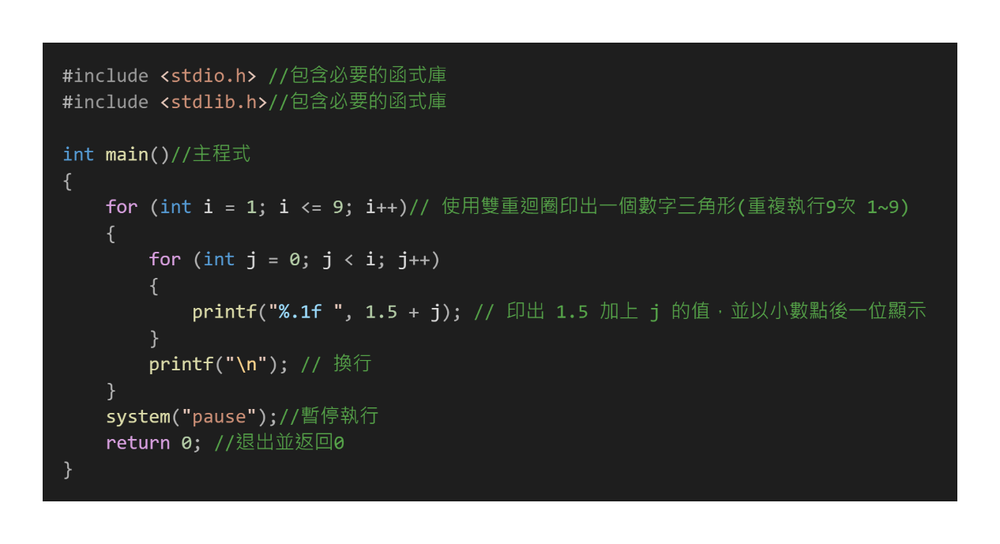 #include <stdio.h> //包含必要的函式庫
#include <stdlib.h>//包含必要的函式庫
int main()//主程式
{
    for (int i = 1; i <= 9; i++)// 使用雙重迴圈印出一個數字三角形(重複執行9次 1~9)
    {
        for (int j = 0; j < i; j++)
        {
            printf("%.1f ", 1.5 + j); // 印出 1.5 加上 j 的值，並以小數點後一位顯示
        }
        printf("\n"); // 換行
    }
    system("pause");//暫停執行
    return 0; //退出並返回0
}